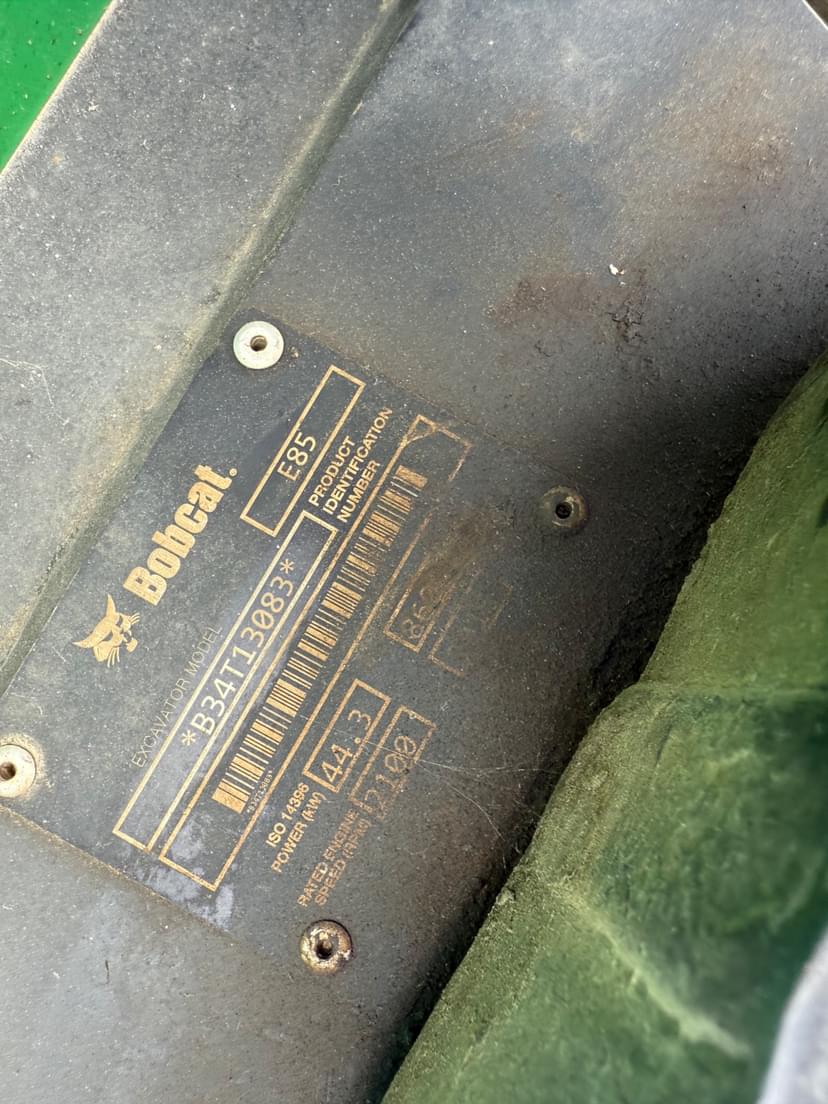 Bobcat®
EXCAVATOR MODEL
E85
PRODUCT
IDENTIFICATION
NUMBER
*B34T13083*
*B34T13083*
ISO 14396
POWER (kW)
44.3
RATED ENGINE
SPEED (RPM)
2100